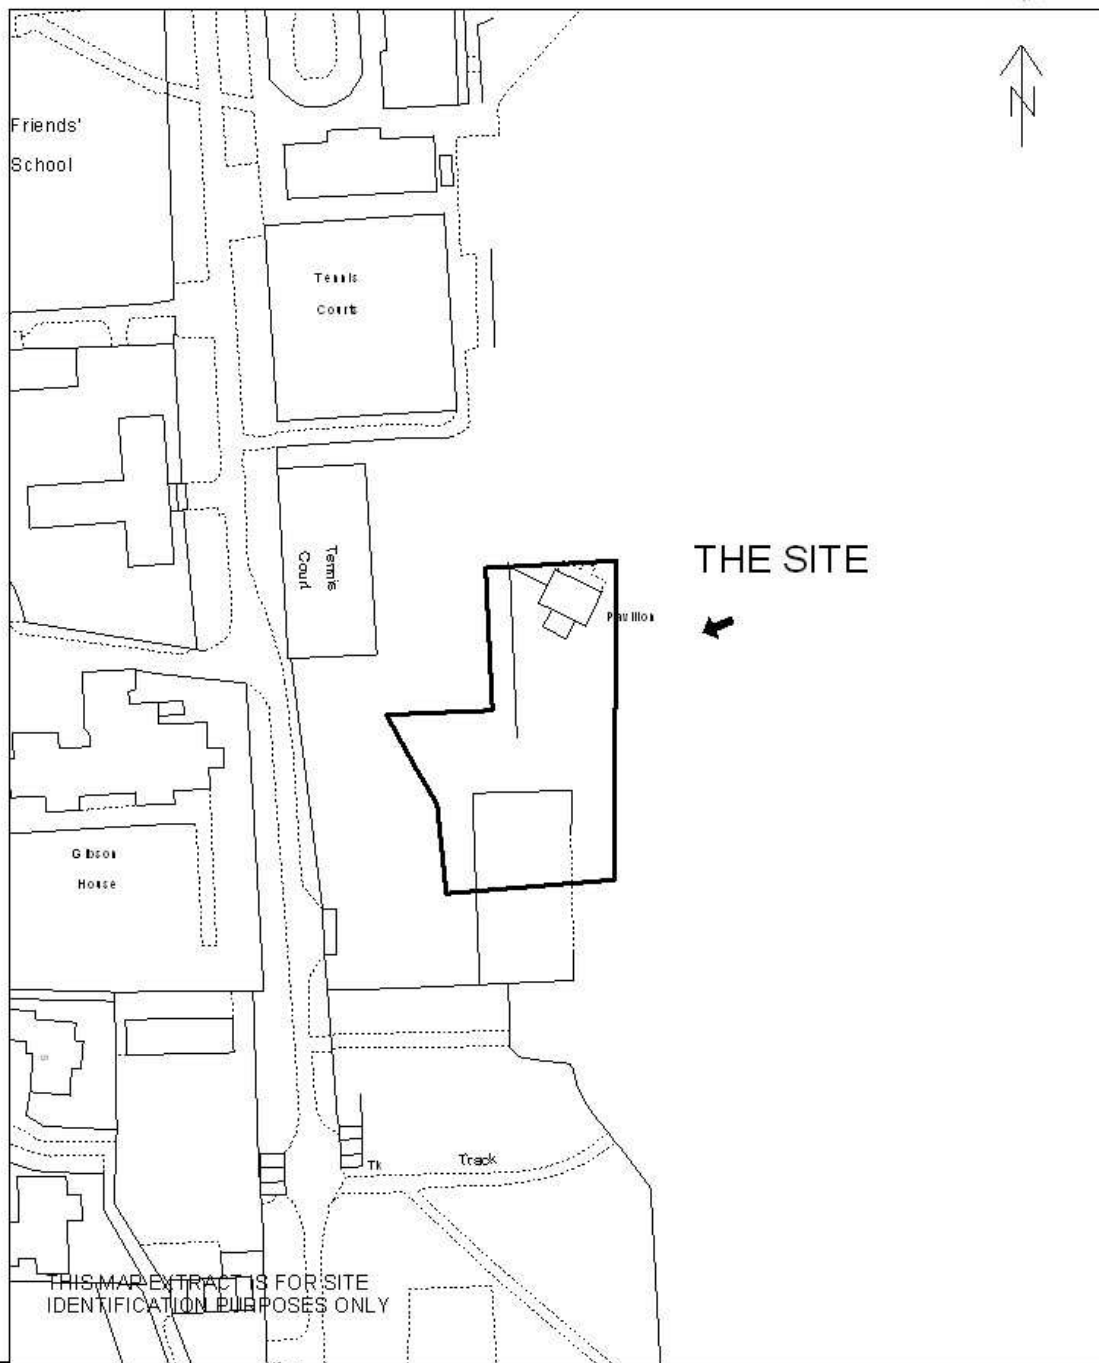 N
Friends'
School
Tennis
Courts
Tennis
Court
THE SITE
Pavilion
Gibson
House
Tk
Track
THIS MAP EXTRACT IS FOR SITE
IDENTIFICATION PURPOSES ONLY